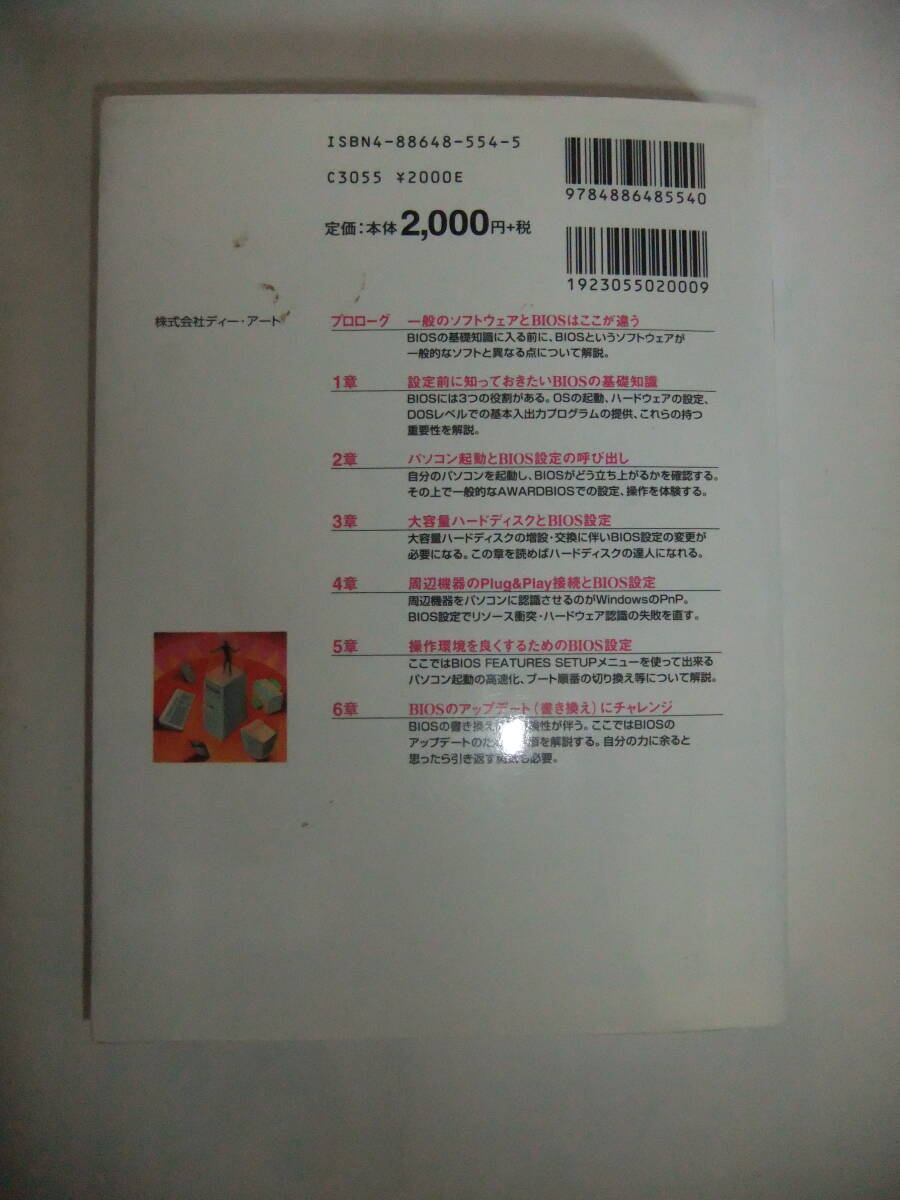 ISBN4-88648-554-5
C3055 ¥2000E
定価:本体2,000円+税
9784886485540
1923055020009
株式会社ディー・アート
プロローグ 一般のソフトウェアとBIOSはここが違う
BIOSの基礎知識に入る前に、BIOSというソフトウェアが
一般的なソフトと異なる点について解説。
1章 設定前に知っておきたいBIOSの基礎知識
BIOSには3つの役割がある。OSの起動、ハードウェアの設定、
DOSレベルでの基本入出力プログラムの提供、これらの持つ
重要性を解説。
2章 パソコン起動とBIOS設定の呼び出し
自分のパソコンを起動し、BIOSがどう立ち上がるかを確認する。
その上で一般的なAWARDBIOSでの設定、操作を体験する。
3章 大容量ハードディスクとBIOS設定
大容量ハードディスクの増設・交換に伴いBIOS設定の変更が
必要になる。この章を読めばハードディスクの達人になれる。
4章 周辺機器のPlug&Play接続とBIOS設定
周辺機器をパソコンに認識させるのがWindowsのPnP。
BIOS設定でリソース衝突・ハードウェア認識の失敗を直す。
5章 操作環境を良くするためのBIOS設定
ここではBIOS FEATURES SETUPメニューを使って出来る
パソコン起動の高速化、ブート順番の切り換え等について解説。
6章 BIOSのアップデート(書き換え)にチャレンジ
BIOSの書き換え 性が伴う。ここではBIOSの
アップデートのた を解説する。自分の力に余ると
思ったら引き返す 必要。